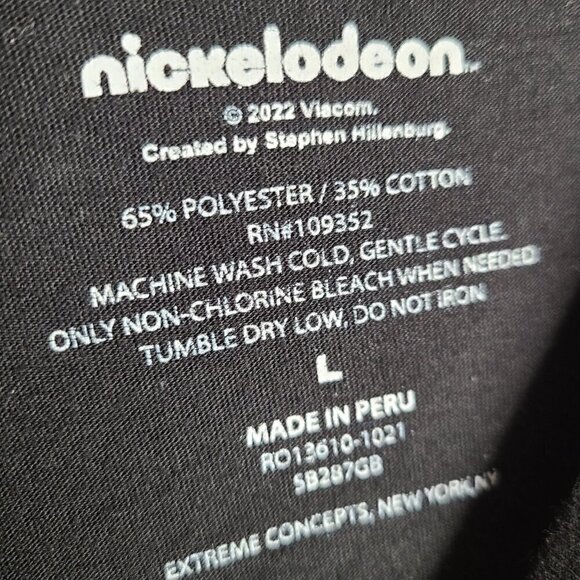 nickelodeon™
© 2022 Viacom.
Created by Stephen Hillenburg.
65% POLYESTER / 35% COTTON
RN#109352
MACHINE WASH COLD, GENTLE CYCLE.
ONLY NON-CHLORINE BLEACH WHEN NEEDED
TUMBLE DRY LOW, DO NOT IRON
L
MADE IN PERU
RO13610-1021
SB287GB
EXTREME CONCEPTS, NEW YORK,NY